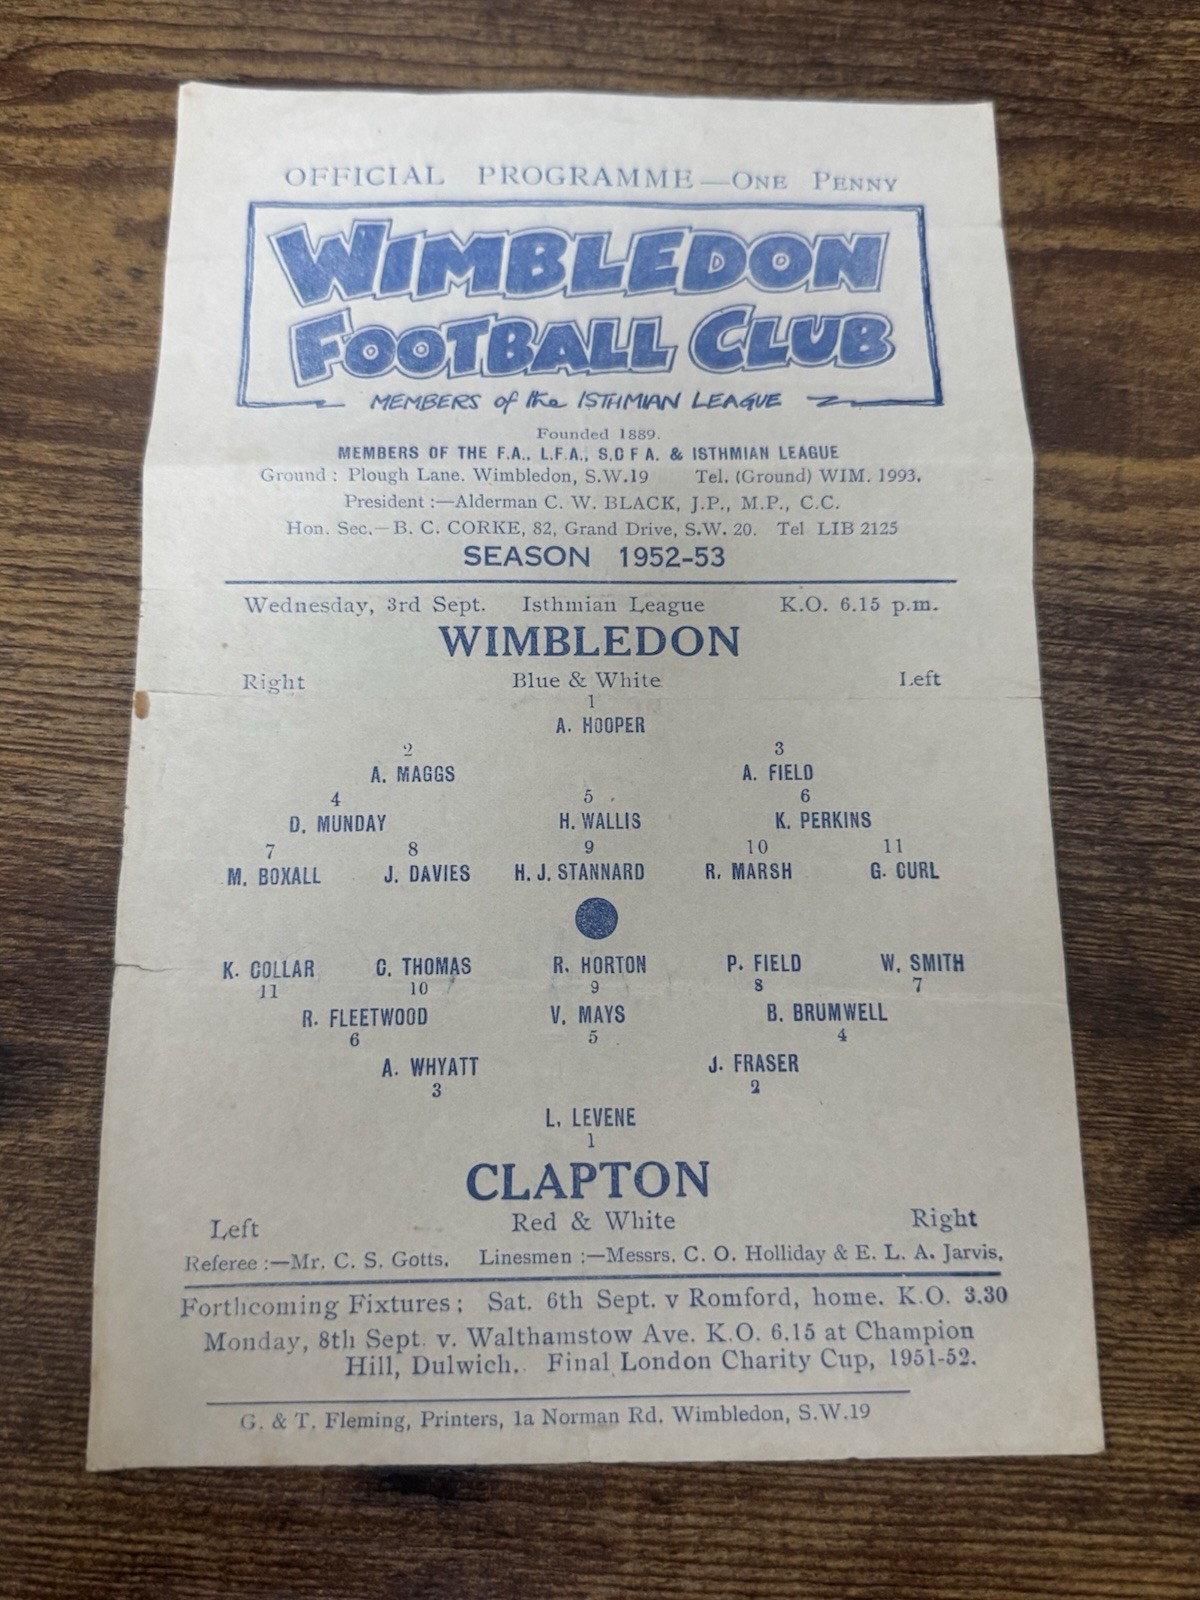 OFFICIAL PROGRAMME—ONE PENNY
WIMBLEDON
FOOTBALL CLUB
MEMBERS of the ISTHMIAN LEAGUE
Founded 1889.
MEMBERS OF THE F.A., L.F.A., S.C F A. & ISTHMIAN LEAGUE
Ground : Plough Lane. Wimbledon, S.W.19 Tel. (Ground) WIM. 1993.
President :—Alderman C. W. BLACK, J.P., M.P., C.C.
Hon. Sec.—B. C. CORKE, 82, Grand Drive, S.W. 20. Tel LIB 2125
SEASON 1952-53
Wednesday, 3rd Sept. Isthmian League K.O. 6.15 p.m.
WIMBLEDON
Right Blue & White Left
1
A. HOOPER
2 3
A. MAGGS A. FIELD
4 5 6
D. MUNDAY H. WALLIS K. PERKINS
7 8 9 10 11
M. BOXALL J. DAVIES H. J. STANNARD R. MARSH G. CURL
K. COLLAR C. THOMAS R. HORTON P. FIELD W. SMITH
11 10 9 8 7
R. FLEETWOOD V. MAYS B. BRUMWELL
6 5 4
A. WHYATT J. FRASER
3 2
L. LEVENE
1
CLAPTON
Left Red & White Right
Referee :—Mr. C. S. Gotts. Linesmen :—Messrs. C. O. Holliday & E. L. A. Jarvis.
Forthcoming Fixtures ; Sat. 6th Sept. v Romford, home. K.O. 3.30
Monday, 8th Sept. v. Walthamstow Ave. K.O. 6.15 at Champion
Hill, Dulwich. Final London Charity Cup, 1951-52.
G. & T. Fleming, Printers, 1a Norman Rd. Wimbledon, S.W.19